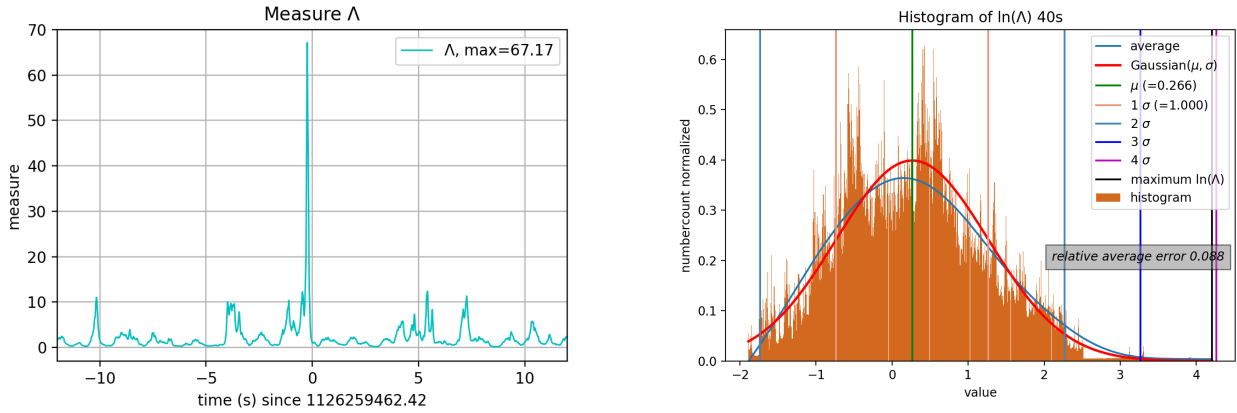 Measure Λ
Λ, max=67.17
70
60
50
40
30
20
10
0
measure
−10
−5
0
5
10
time (s) since 1126259462.42
Histogram of ln(Λ) 40s
average
Gaussian(μ, σ)
μ (=0.266)
1 σ (=1.000)
2 σ
3 σ
4 σ
maximum ln(Λ)
histogram
relative average error 0.088
0.6
0.5
0.4
0.3
0.2
0.1
0.0
numbercount normalized
−2
−1
0
1
2
3
4
value